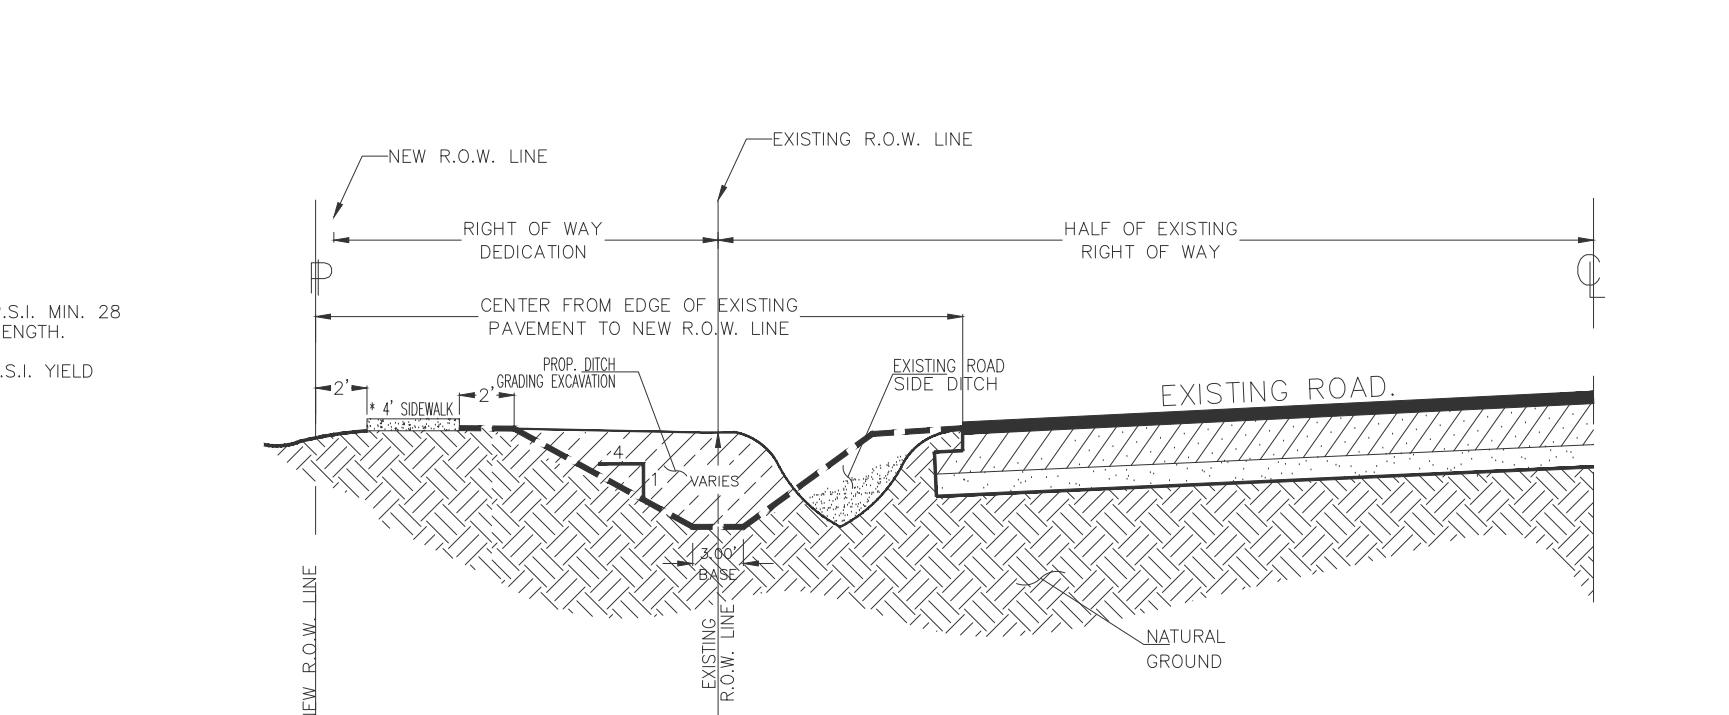 EXISTING R.O.W. LINE
NEW R.O.W. LINE
RIGHT OF WAY
DEDICATION
HALF OF EXISTING
RIGHT OF WAY
P
CL
CENTER FROM EDGE OF EXISTING
PAVEMENT TO NEW R.O.W. LINE
P.S.I. MIN. 28
ENGTH.
.S.I. YIELD
PROP. DITCH
GRADING EXCAVATION
EXISTING ROAD
SIDE DITCH
EXISTING ROAD.
2'
2'
* 4' SIDEWALK
4
1
VARIES
3.00'
BASE
NEW R.O.W. LINE
EXISTING
R.O.W. LINE
NATURAL
GROUND